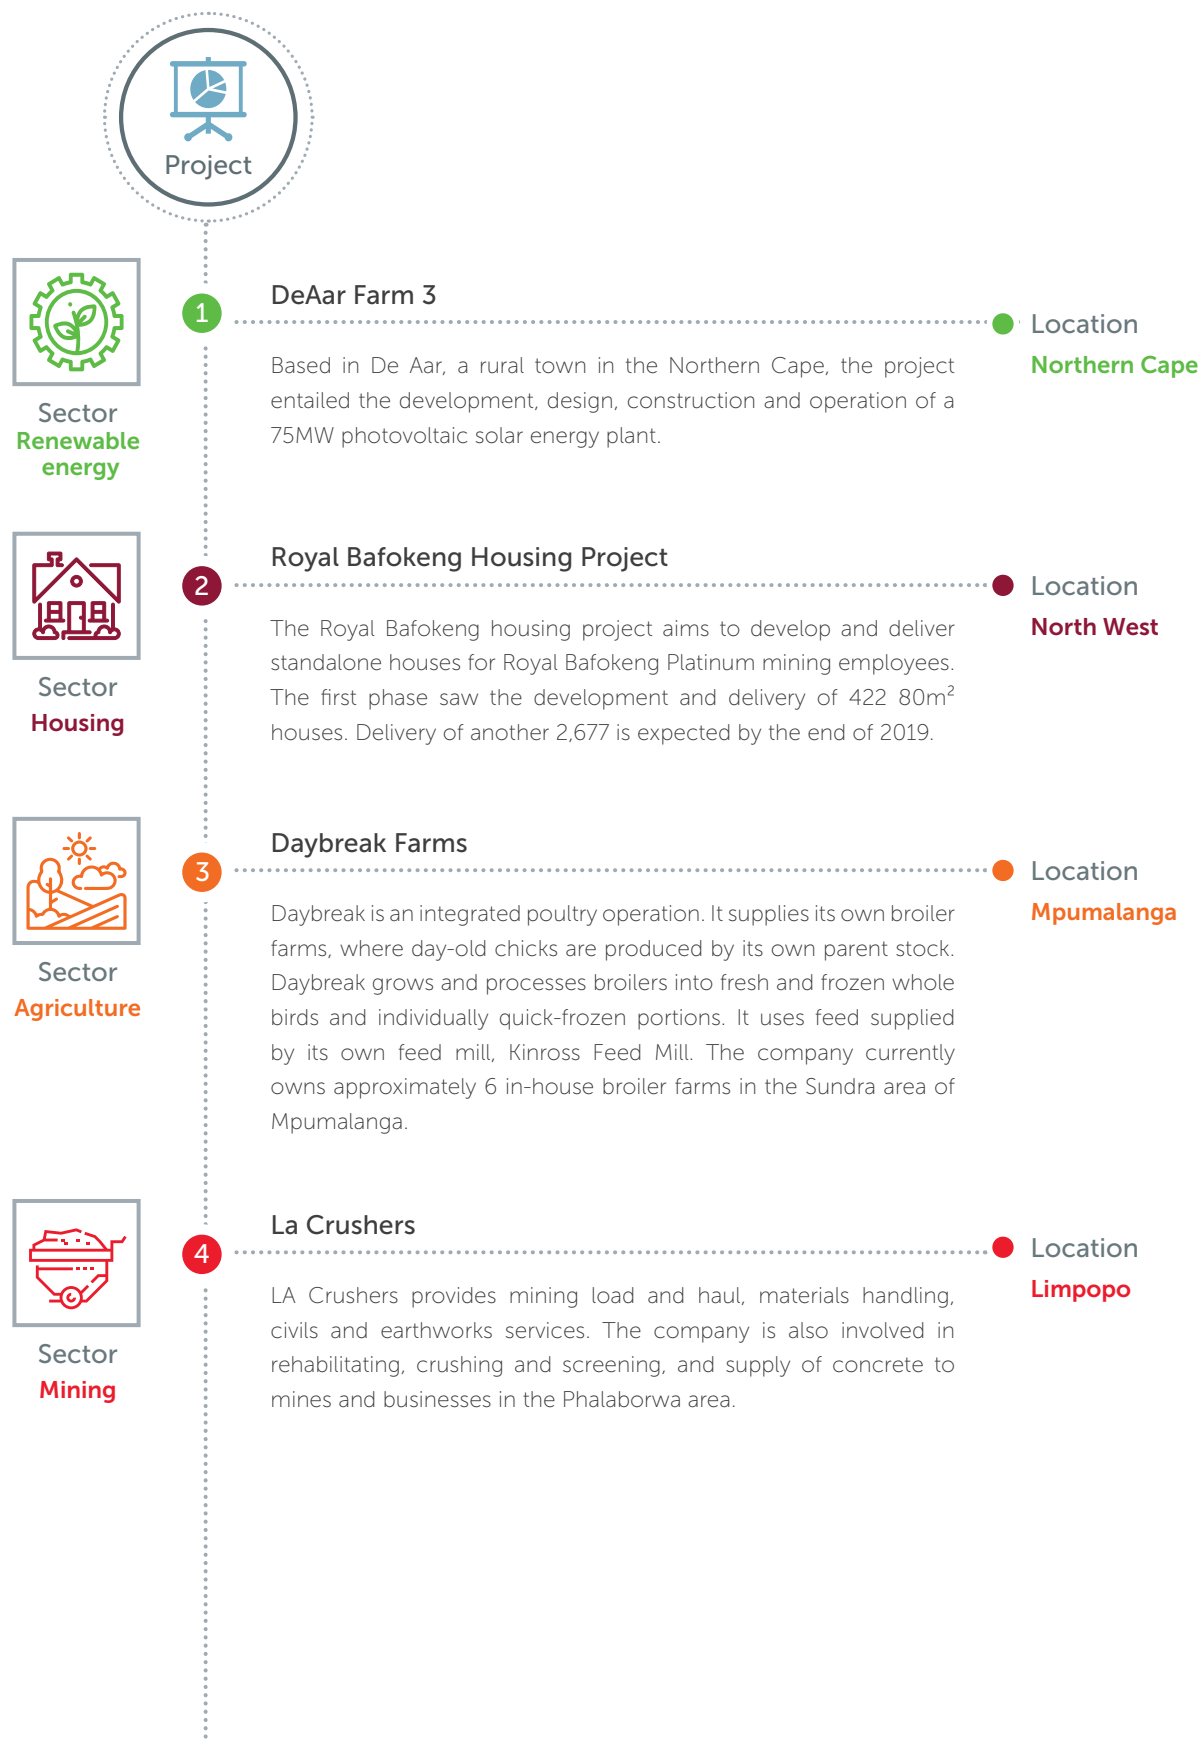 Project
Sector
Renewable
energy
1
DeAar Farm 3
Based in De Aar, a rural town in the Northern Cape, the project
entailed the development, design, construction and operation of a
75MW photovoltaic solar energy plant.
Location
Northern Cape
Sector
Housing
2
Royal Bafokeng Housing Project
The Royal Bafokeng housing project aims to develop and deliver
standalone houses for Royal Bafokeng Platinum mining employees.
The first phase saw the development and delivery of 422 80m²
houses. Delivery of another 2,677 is expected by the end of 2019.
Location
North West
Sector
Agriculture
3
Daybreak Farms
Daybreak is an integrated poultry operation. It supplies its own broiler
farms, where day-old chicks are produced by its own parent stock.
Daybreak grows and processes broilers into fresh and frozen whole
birds and individually quick-frozen portions. It uses feed supplied
by its own feed mill, Kinross Feed Mill. The company currently
owns approximately 6 in-house broiler farms in the Sundra area of
Mpumalanga.
Location
Mpumalanga
Sector
Mining
4
La Crushers
LA Crushers provides mining load and haul, materials handling,
civils and earthworks services. The company is also involved in
rehabilitating, crushing and screening, and supply of concrete to
mines and businesses in the Phalaborwa area.
Location
Limpopo